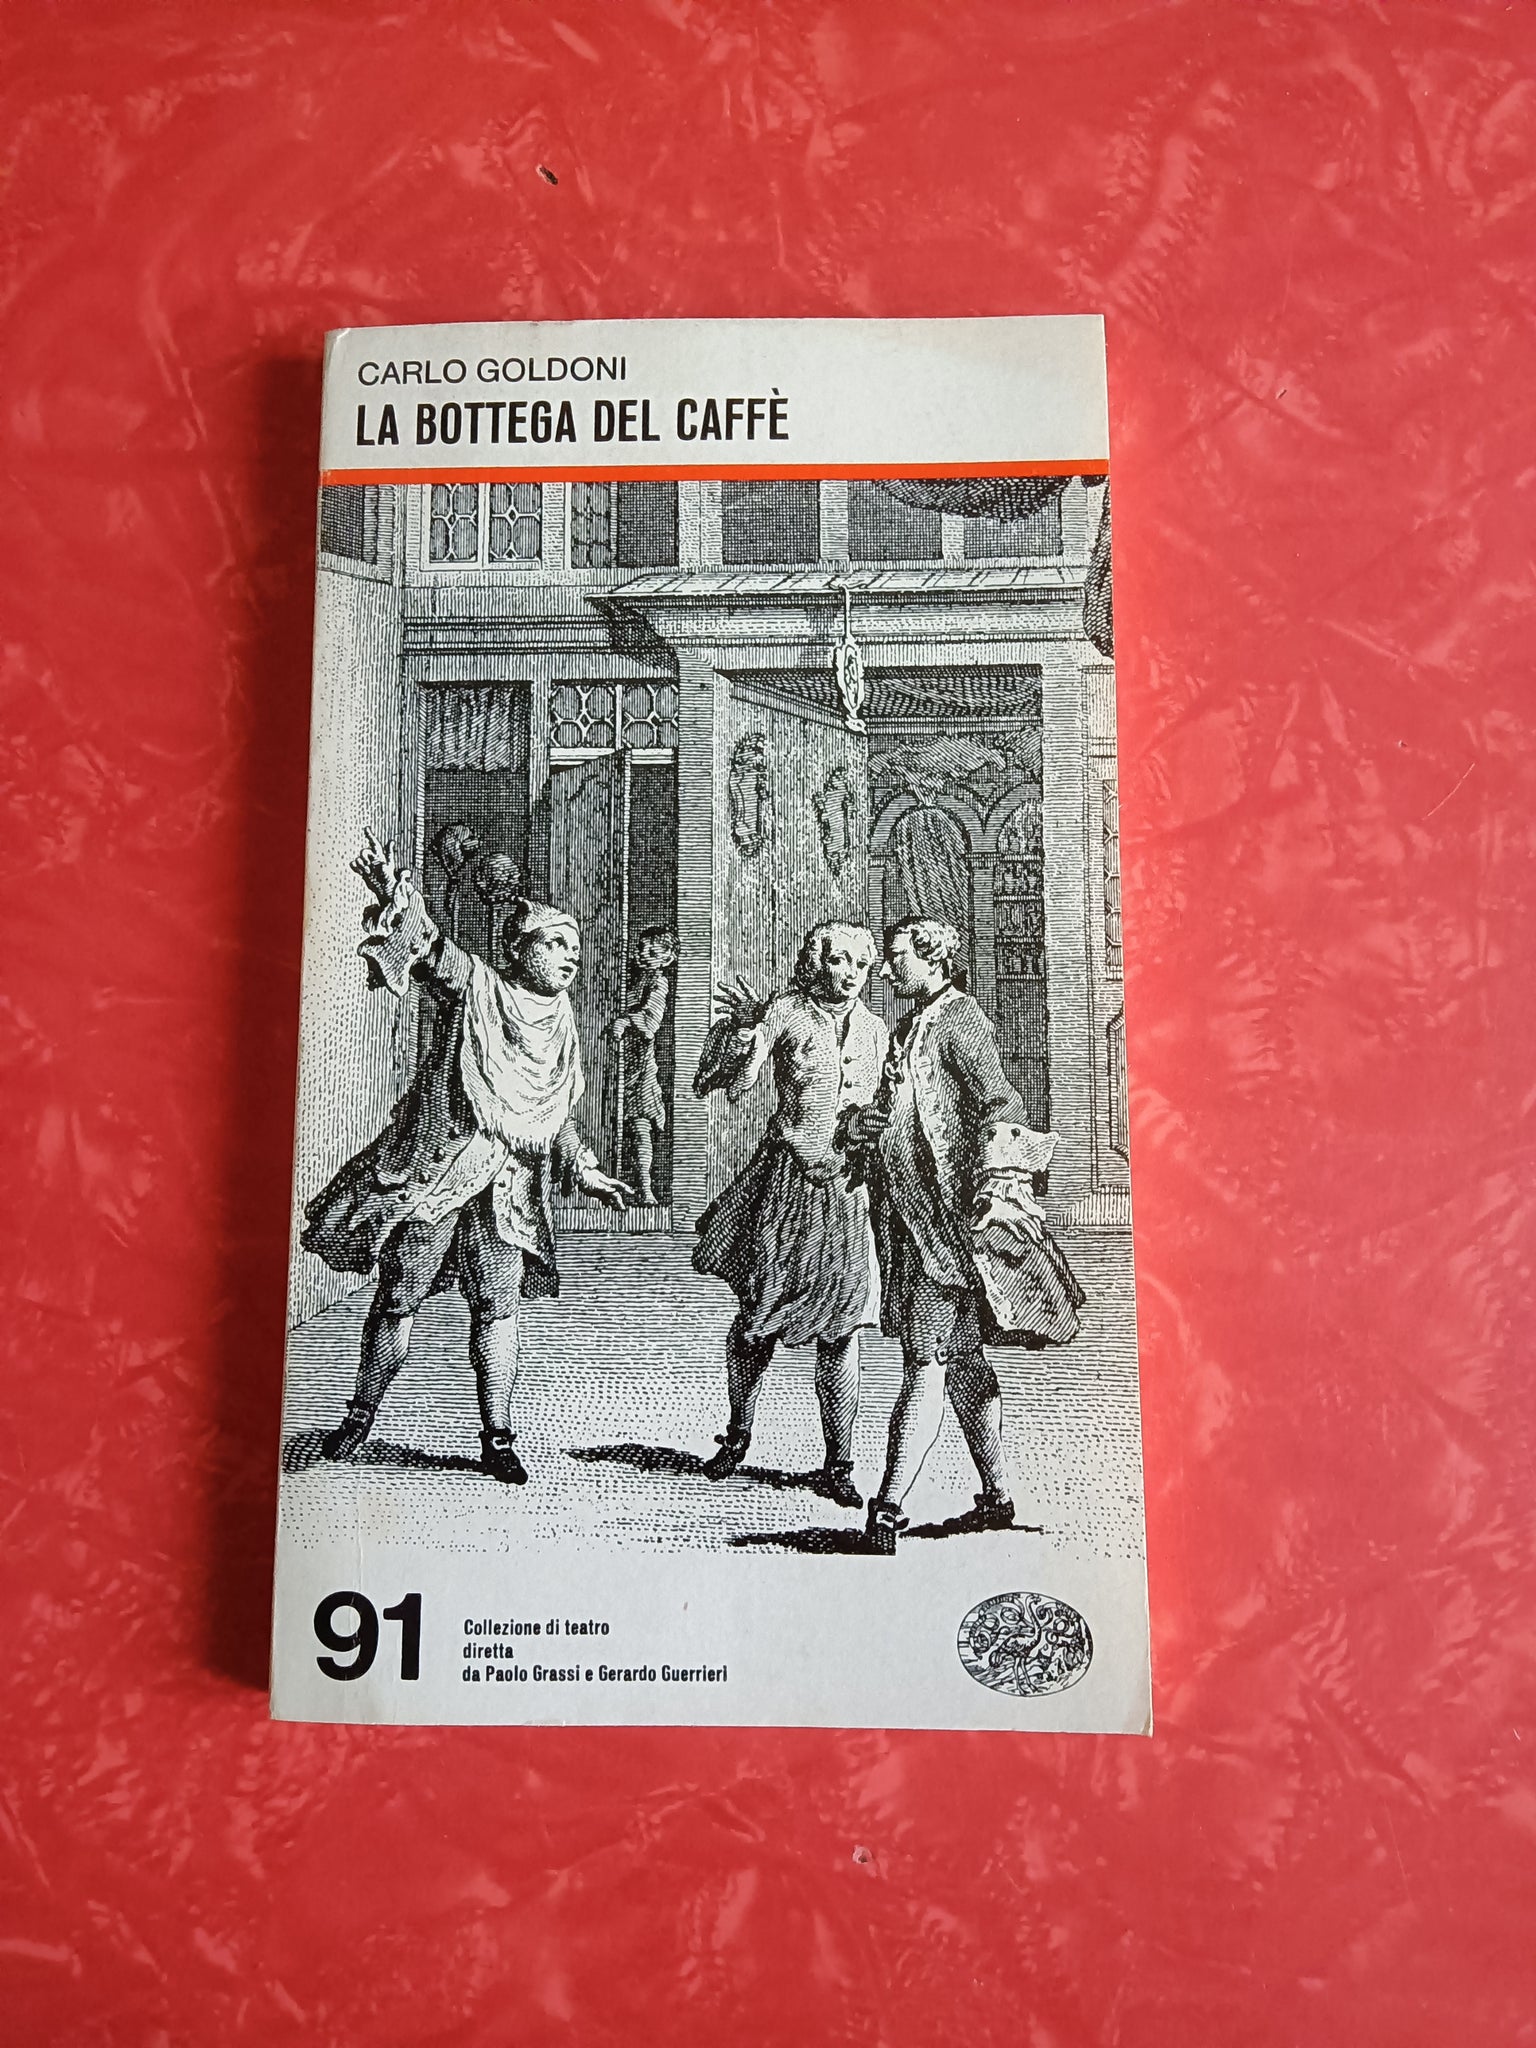 CARLO GOLDONI
LA BOTTEGA DEL CAFFÈ
91
Collezione di teatro
diretta
da Paolo Grassi e Gerardo Guerrieri